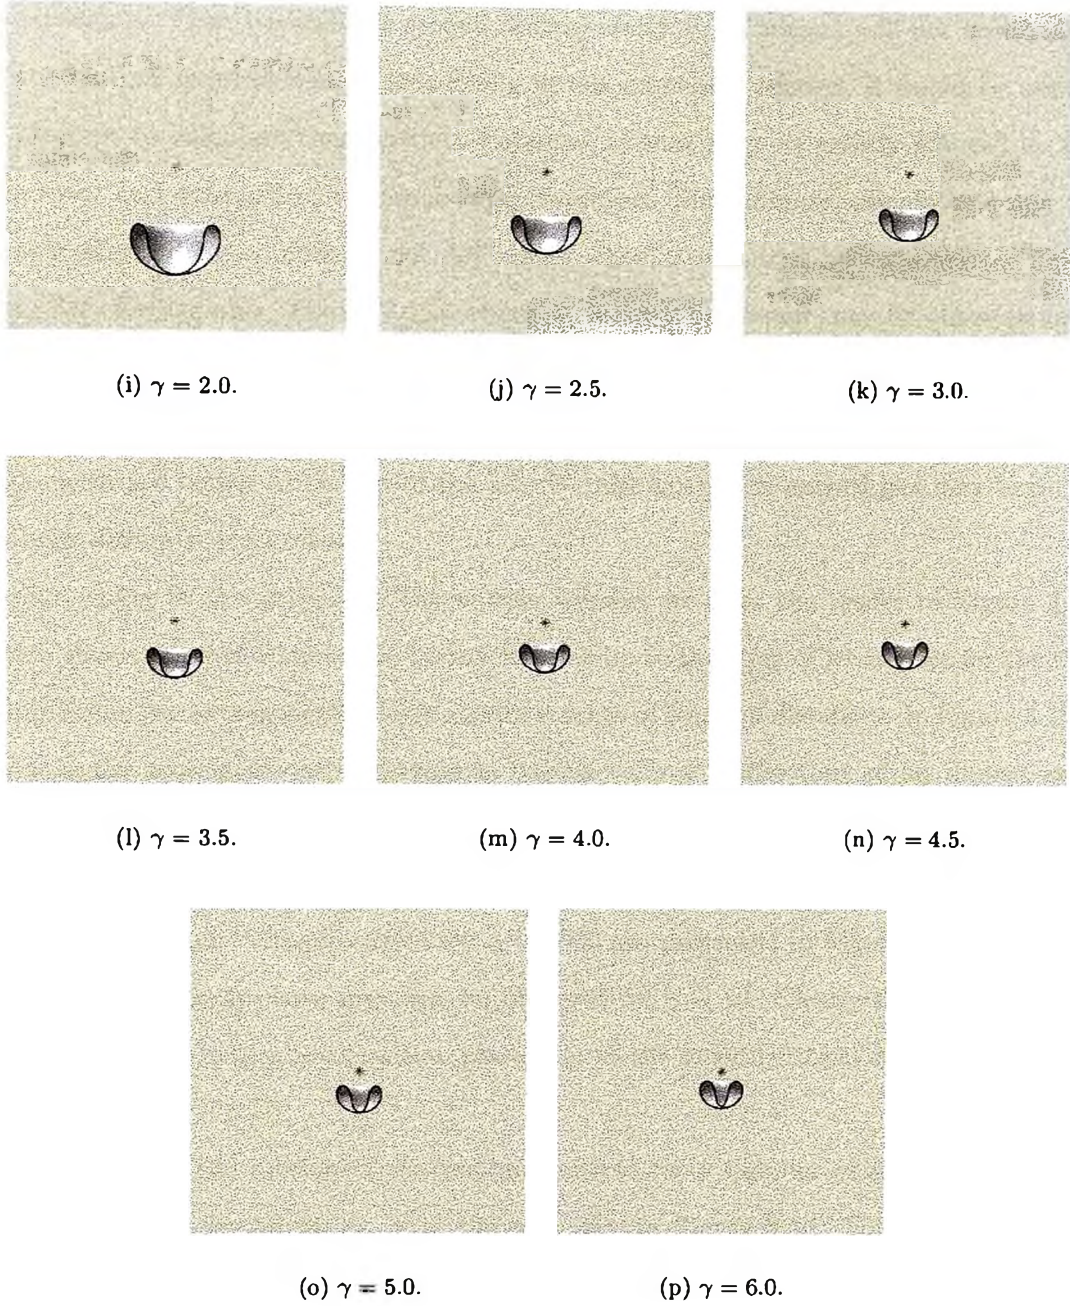 (i) γ = 2.0.
(j) γ = 2.5.
(k) γ = 3.0.
(l) γ = 3.5.
(m) γ = 4.0.
(n) γ = 4.5.
(o) γ = 5.0.
(p) γ = 6.0.